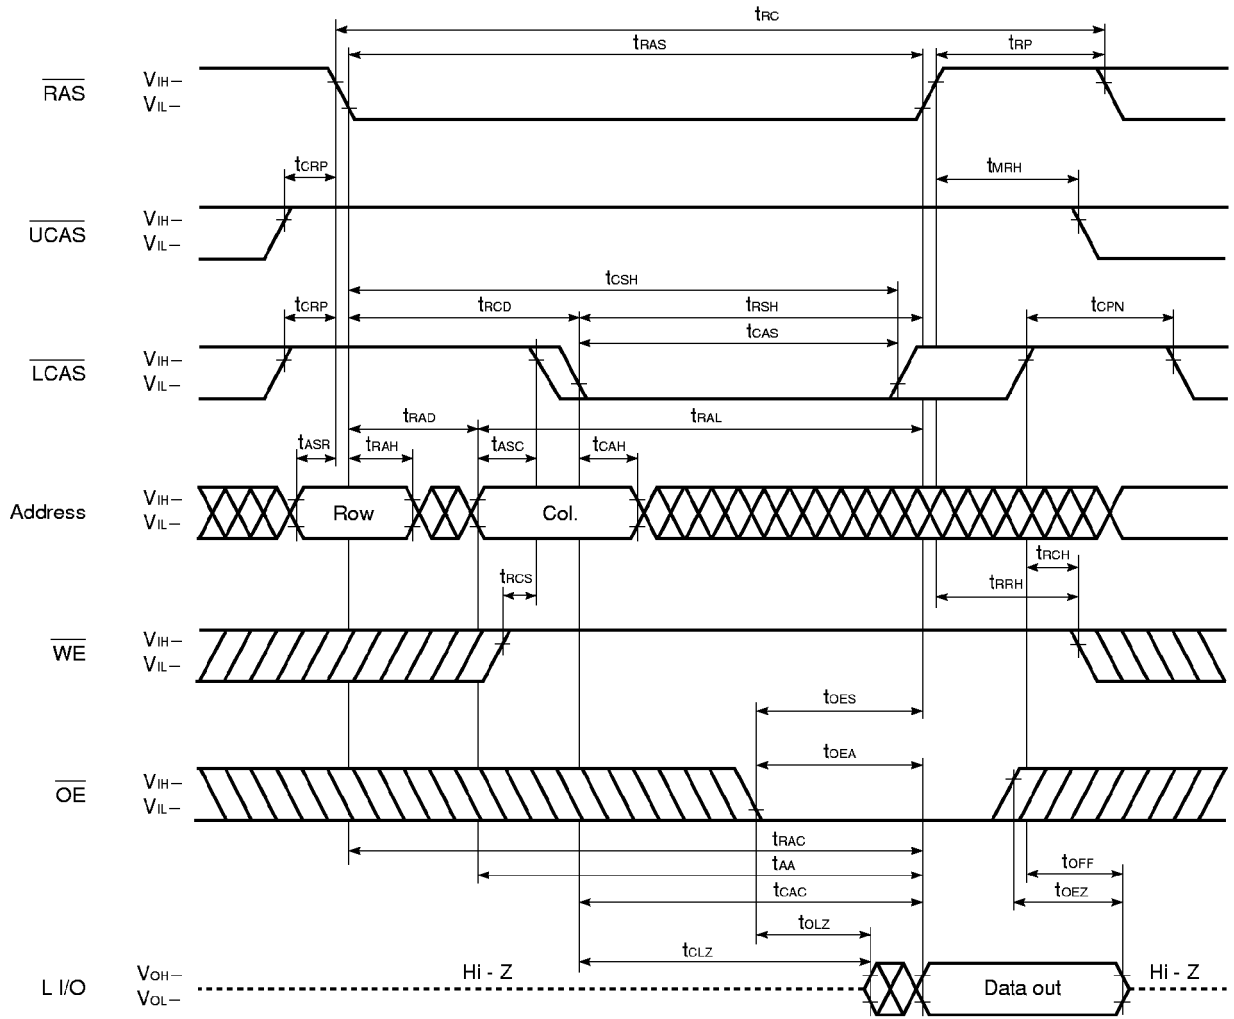 tRC
tRAS tRP
RAS VIH–
VIL–
tCRP tMRH
UCAS VIH–
VIL–
tCSH
tCRP tRCD tRSH tCPN
tCAS
LCAS VIH–
VIL–
tRAD tRAL
tASR tRAH tASC tCAH
Address VIH–
VIL–
Row Col.
tRCH
tRCS tRRH
WE VIH–
VIL–
tOES
tOEA
OE VIH–
VIL–
tRAC
tAA tOFF
tCAC tOEZ
tOLZ
tCLZ
L I/O VOH–
VOL–
Hi - Z Data out Hi - Z